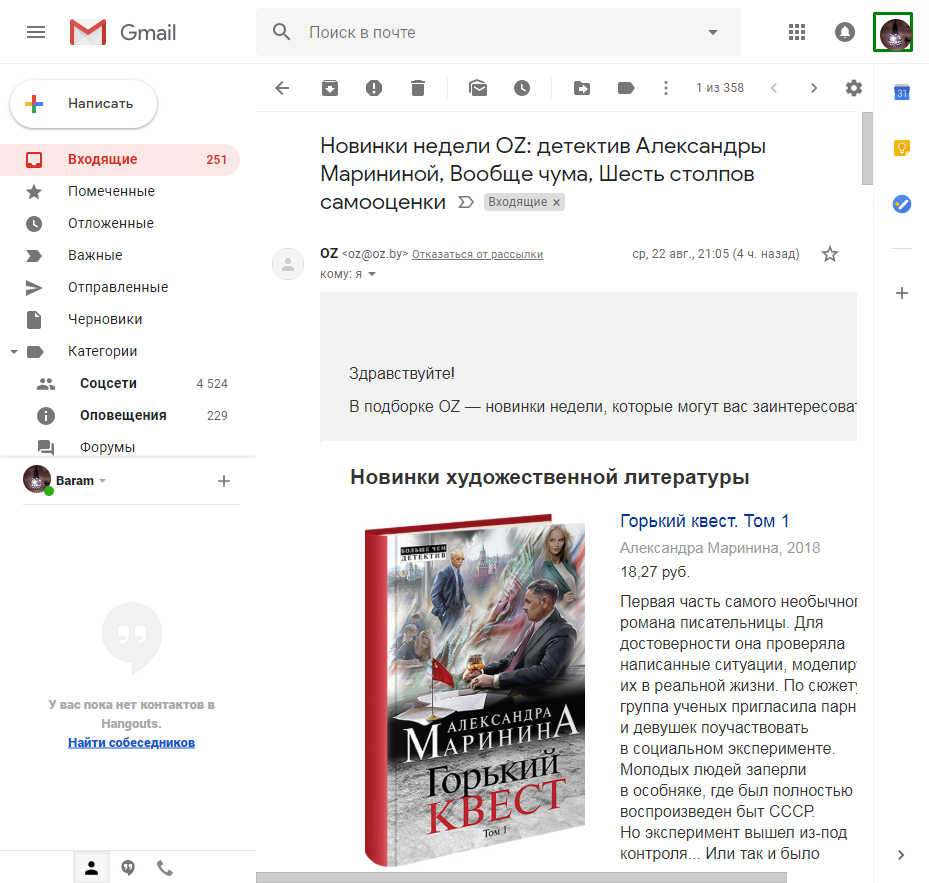 Gmail
Поиск в почте
Написать
1 из 358
31
Входящие 251
Помеченные
Отложенные
Важные
Отправленные
Черновики
Категории
Соцсети 4 524
Оповещения 229
Форумы
Baram
У вас пока нет контактов в
Hangouts.
Найти собеседников
Новинки недели OZ: детектив Александры
Марининой, Вообще чума, Шесть столпов
самооценки Входящие ×
OZ <oz@oz.by> Отказаться от рассылки ср, 22 авг., 21:05 (4 ч. назад)
кому: я
Здравствуйте!
В подборке OZ — новинки недели, которые могут вас заинтересоват
Новинки художественной литературы
БОЛЬШЕ ЧЕМ
ДЕТЕКТИВ
АЛЕКСАНДРА
МАРИНИНА
Горький
КВЕСТ
Том 1
Горький квест. Том 1
Александра Маринина, 2018
18,27 руб.
Первая часть самого необычног
романа писательницы. Для
достоверности она проверяла
написанные ситуации, моделиру
их в реальной жизни. По сюжету
группа ученых пригласила парн
и девушек поучаствовать
в социальном эксперименте.
Молодых людей заперли
в особняке, где был полностью
воспроизведен быт СССР.
Но эксперимент вышел из-под
контроля... Или так и было